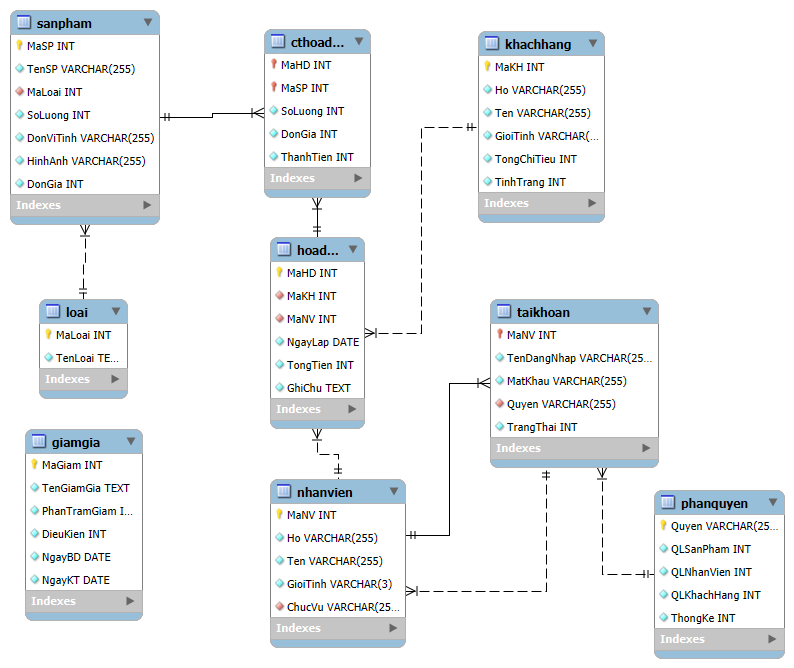 sanpham
MaSP INT
TenSP VARCHAR(255)
MaLoai INT
SoLuong INT
DonViTinh VARCHAR(255)
HinhAnh VARCHAR(255)
DonGia INT
Indexes
cthoad...
MaHD INT
MaSP INT
SoLuong INT
DonGia INT
ThanhTien INT
Indexes
khachhang
MaKH INT
Ho VARCHAR(255)
Ten VARCHAR(255)
GioiTinh VARCHAR(...
TongChiTieu INT
TinhTrang INT
Indexes
hoad...
MaHD INT
MaKH INT
MaNV INT
NgayLap DATE
TongTien INT
GhiChu TEXT
Indexes
loai
MaLoai INT
TenLoai TE...
Indexes
taikhoan
MaNV INT
TenDangNhap VARCHAR(25...
MatKhau VARCHAR(255)
Quyen VARCHAR(255)
TrangThai INT
Indexes
giamgia
MaGiam INT
TenGiamGia TEXT
PhanTramGiam I...
DieuKien INT
NgayBD DATE
NgayKT DATE
Indexes
nhanvien
MaNV INT
Ho VARCHAR(255)
Ten VARCHAR(255)
GioiTinh VARCHAR(3)
ChucVu VARCHAR(25...
Indexes
phanquyen
Quyen VARCHAR(25...
QLSanPham INT
QLNhanVien INT
QLKhachHang INT
ThongKe INT
Indexes